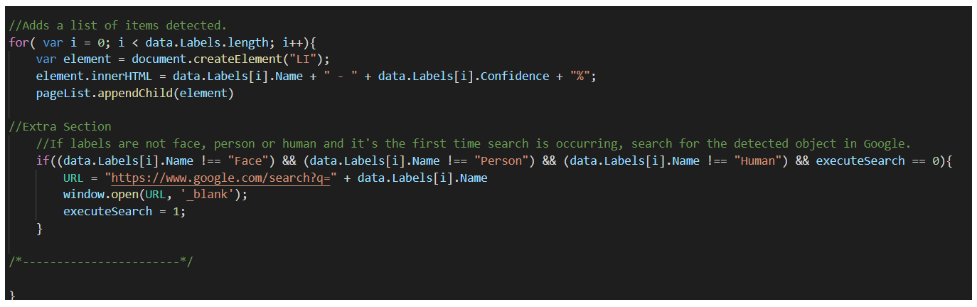 //Adds a list of items detected.
for( var i = 0; i < data.Labels.length; i++){
    var element = document.createElement("LI");
    element.innerHTML = data.Labels[i].Name + " - " + data.Labels[i].Confidence + "%";
    pageList.appendChild(element)

//Extra Section
    //If labels are not face, person or human and it's the first time search is occurring, search for the detected object in Google.
    if((data.Labels[i].Name !== "Face") && (data.Labels[i].Name !== "Person") && (data.Labels[i].Name !== "Human") && executeSearch == 0){
        URL = "https://www.google.com/search?q=" + data.Labels[i].Name
        window.open(URL, '_blank');
        executeSearch = 1;
    }

/*-----------------------*/

}